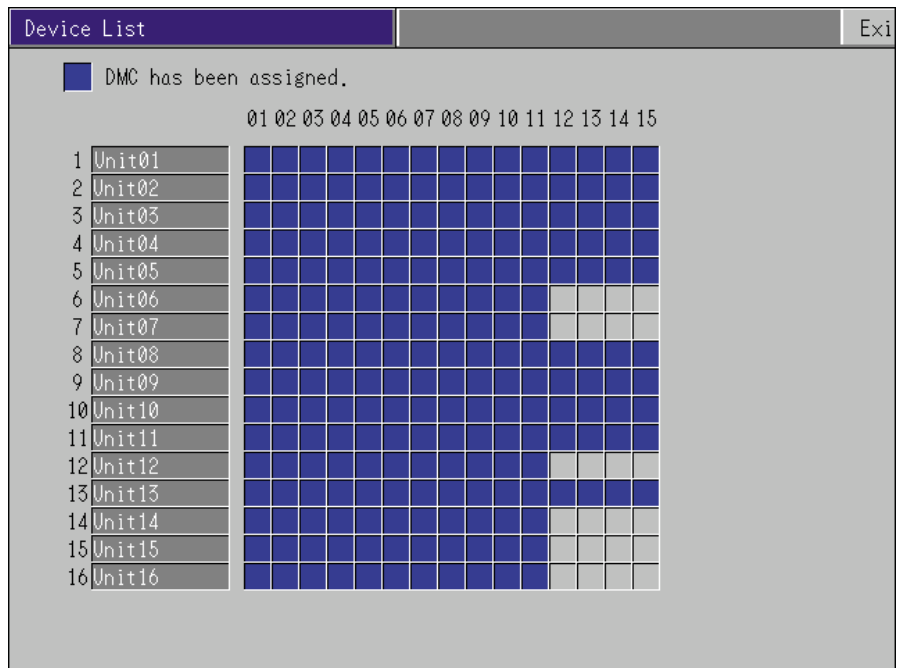 Device List Exi
DMC has been assigned.
01 02 03 04 05 06 07 08 09 10 11 12 13 14 15
1 Unit01
2 Unit02
3 Unit03
4 Unit04
5 Unit05
6 Unit06
7 Unit07
8 Unit08
9 Unit09
10 Unit10
11 Unit11
12 Unit12
13 Unit13
14 Unit14
15 Unit15
16 Unit16